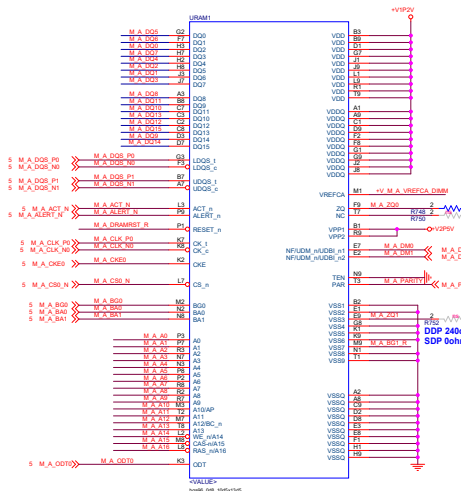 URAM1
+V1P2V
M_A_DQ5 G2 DQ0
M_A_DQ6 F7 DQ1
M_A_DQ0 H3 DQ2
M_A_DQ7 H7 DQ3
M_A_DQ4 H2 DQ4
M_A_DQ2 H8 DQ5
M_A_DQ1 J3 DQ6
M_A_DQ3 J7 DQ7
M_A_DQ8 A3 DQ8
M_A_DQ11 B8 DQ9
M_A_DQ10 C3 DQ10
M_A_DQ13 C7 DQ11
M_A_DQ12 C2 DQ12
M_A_DQ15 C8 DQ13
M_A_DQ9 D3 DQ14
M_A_DQ14 D7 DQ15
5 M_A_DQS_P0 M_A_DQS_P0 G3 LDQS_t
5 M_A_DQS_N0 M_A_DQS_N0 F3 LDQS_c
5 M_A_DQS_P1 M_A_DQS_P1 B7 UDQS_t
5 M_A_DQS_N1 M_A_DQS_N1 A7 UDQS_c
5 M_A_ACT_N M_A_ACT_N L3 ACT_n
5 M_A_ALERT_N M_A_ALERT_N P9 ALERT_n
M_A_DRAMRST_R P1 RESET_n
5 M_A_CLK_P0 M_A_CLK_P0 K7 CK_t
5 M_A_CLK_N0 M_A_CLK_N0 K8 CK_c
5 M_A_CKE0 M_A_CKE0 K2 CKE
5 M_A_CS0_N M_A_CS0_N L7 CS_n
5 M_A_BG0 M_A_BG0 M2 BG0
5 M_A_BA0 M_A_BA0 N2 BA0
5 M_A_BA1 M_A_BA1 N8 BA1
M_A_A0 P3 A0
M_A_A1 P7 A1
M_A_A2 R3 A2
M_A_A3 N7 A3
M_A_A4 N3 A4
M_A_A5 P8 A5
M_A_A6 P2 A6
M_A_A7 R8 A7
M_A_A8 R2 A8
M_A_A9 R7 A9
M_A_A10 M3 A10/AP
M_A_A11 T2 A11
M_A_A12 M7 A12/BC_n
M_A_A13 T8 A13
M_A_A14 L2 WE_n/A14
M_A_A15 M8 CAS-n/A15
M_A_A16 L8 RAS_n/A16
5 M_A_ODT0 M_A_ODT0 K3 ODT
<VALUE>
VDD B3
VDD B9
VDD D1
VDD G7
VDD J1
VDD J9
VDD L1
VDD L9
VDD R1
VDD T9
VDDQ A1
VDDQ A9
VDDQ C1
VDDQ D9
VDDQ F2
VDDQ F8
VDDQ G1
VDDQ G9
VDDQ J2
VDDQ J8
VREFCA M1 +V_M_A_VREFCA_DIMM
ZQ F9 M_A_ZQ0 2
NC T7 R748
R750
VPP1 B1 +V2P5V
VPP2 R9
NF/UDM_n/UDBI_n2 E7 M_A_DM0
NF/UDM_n/UDBI_n1 E2 M_A_DM1
TEN N9
PAR T3 M_A_PARITY
VSS1 B2
VSS2 E1
VSS3 E9 M_A_ZQ1 2
VSS4 G8 R752
VSS5 K1 DDP 240
VSS6 K9 SDP 0oh
VSS7 M9 M_A_BG1_R
VSS8 N1
VSS9 T1
VSSQ A2
VSSQ A8
VSSQ C9
VSSQ D2
VSSQ D8
VSSQ E3
VSSQ E8
VSSQ F1
VSSQ H1
VSSQ H9